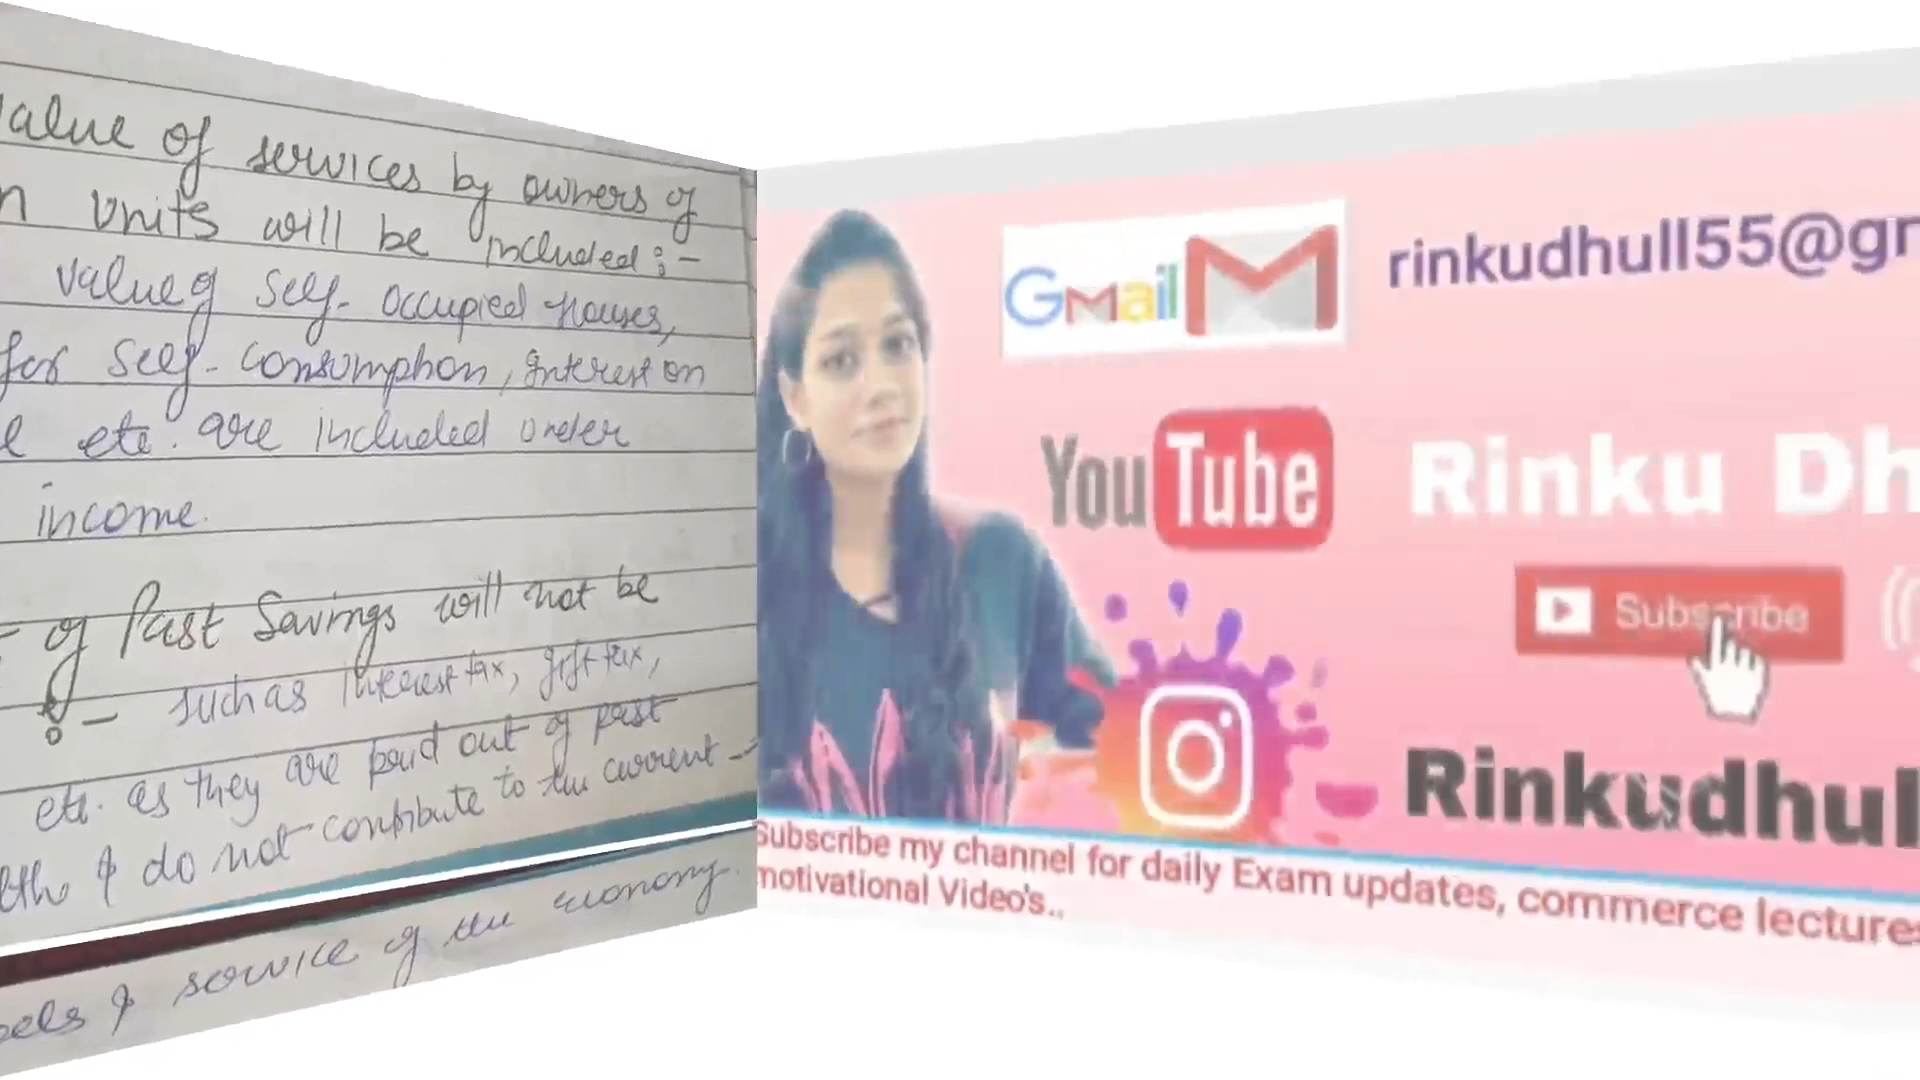 alue of services by owners of
n units will be included :-
value of self-occupied houses,
for self-consumption, interest on
etc. are included under
income.
of Past Savings will not be
:- such as interest tax, gift tax,
etc. as they are paid out of past
lth & do not contribute to the current
& service of the economy.
Gmail
rinkudhull55@gm
YouTube
Rinku Dh
Subscribe
Rinkudhul
Subscribe my channel for daily Exam updates, commerce lectures
motivational Video's..